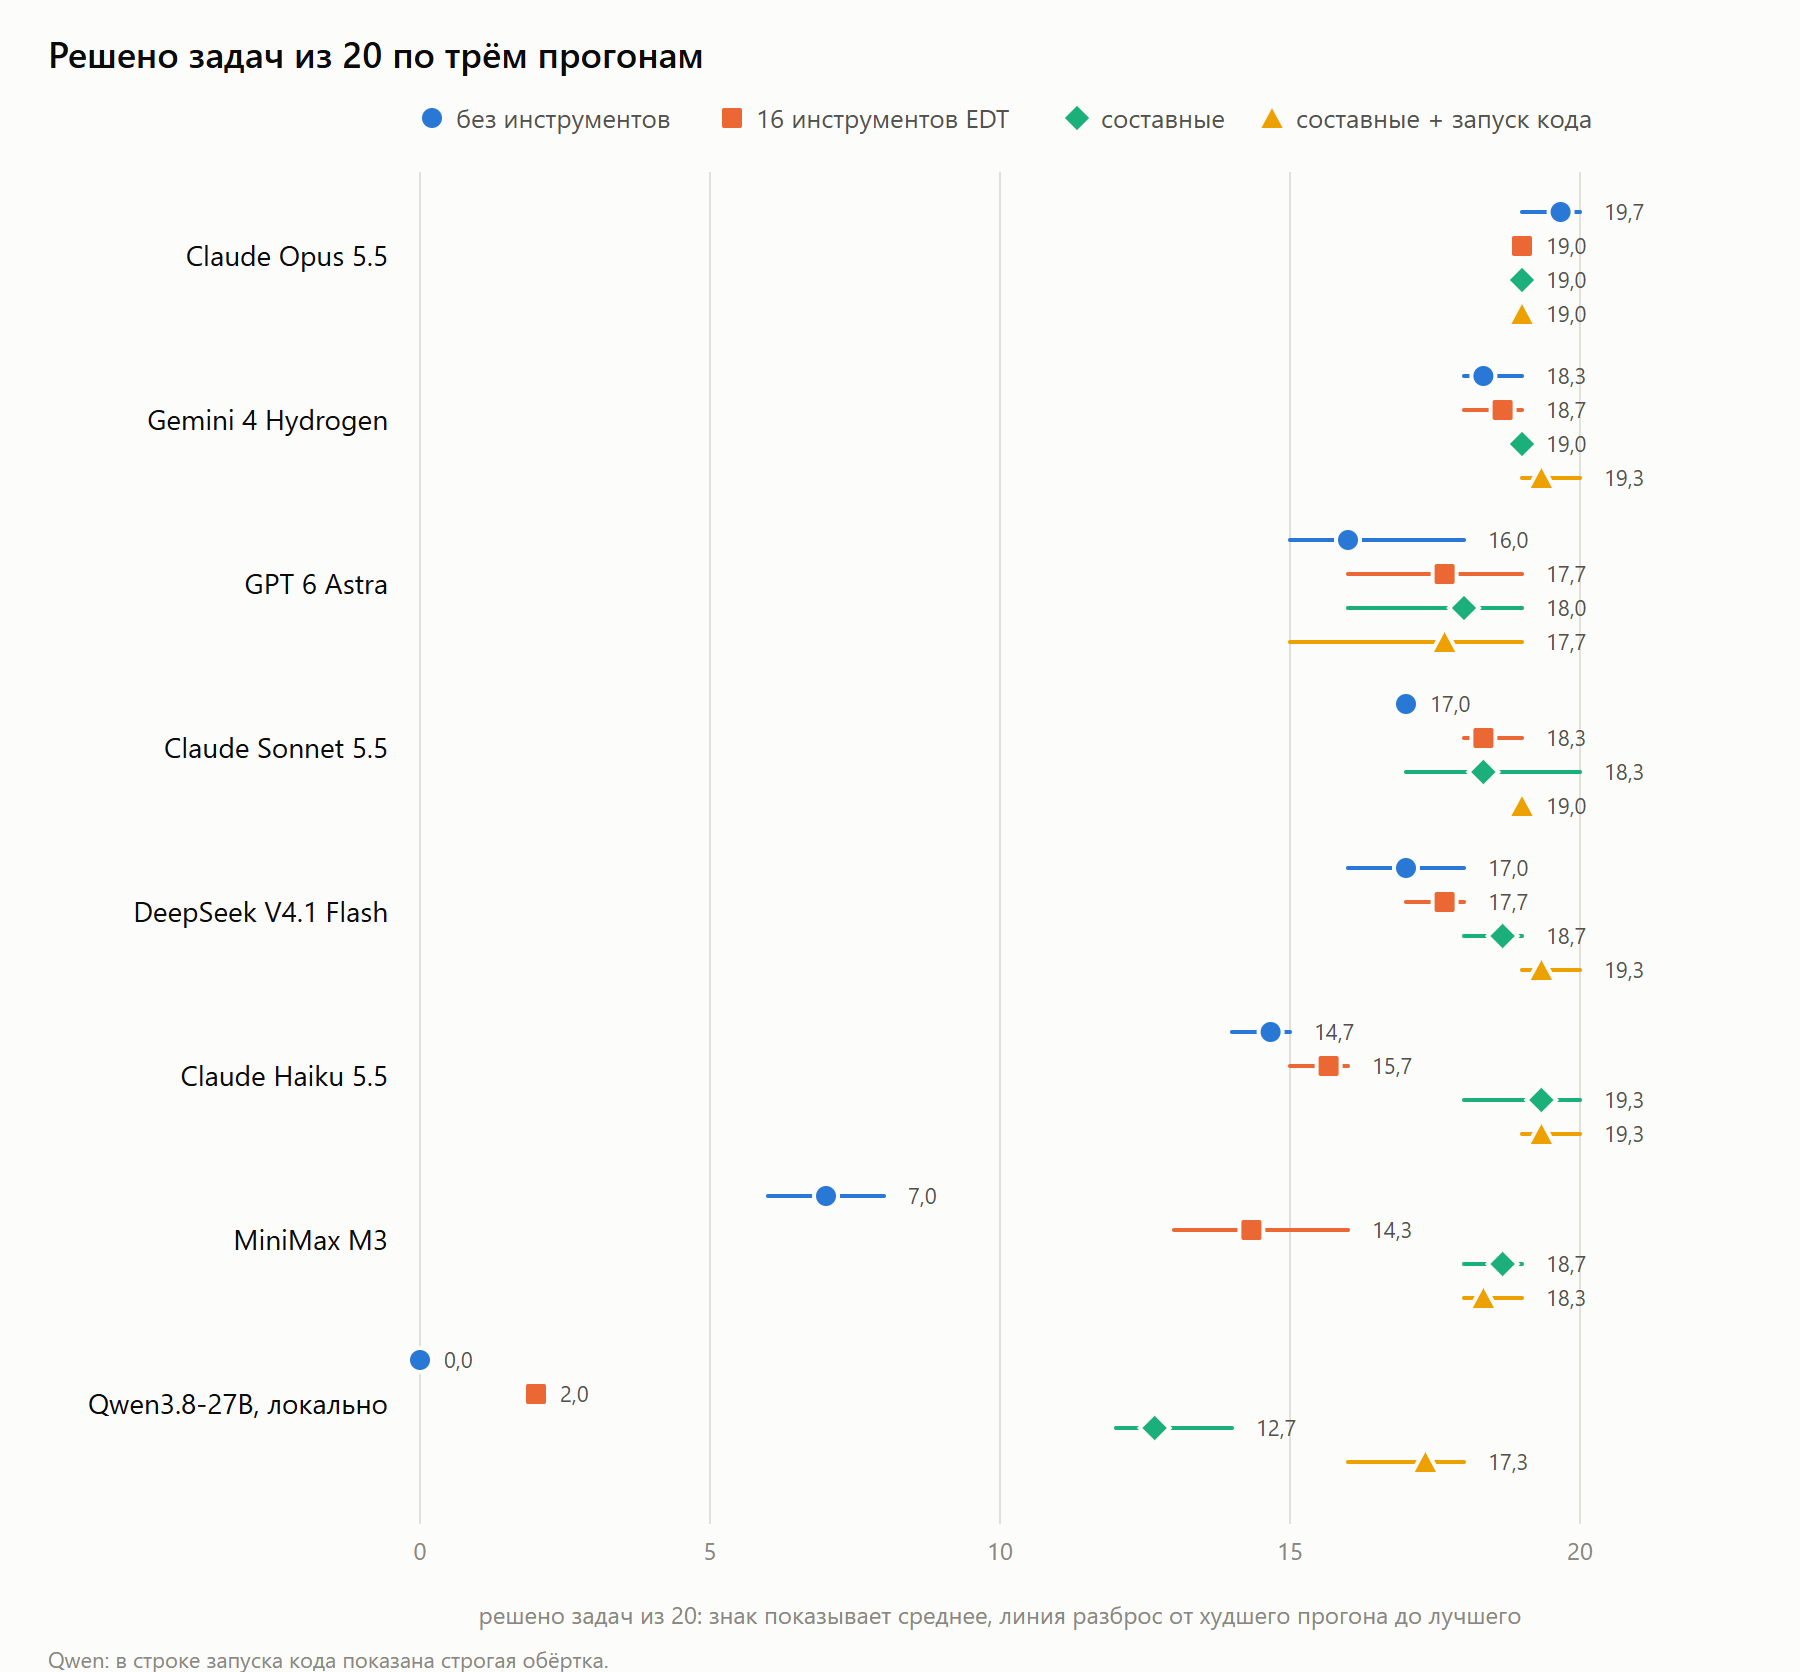 Решено задач из 20 по трём прогонам
без инструментов 16 инструментов EDT составные составные + запуск кода
19,7
Claude Opus 5.5
19,0
19,0
19,0
18,3
Gemini 4 Hydrogen
18,7
19,0
19,3
16,0
GPT 6 Astra
17,7
18,0
17,7
17,0
Claude Sonnet 5.5
18,3
18,3
19,0
17,0
DeepSeek V4.1 Flash
17,7
18,7
19,3
14,7
Claude Haiku 5.5
15,7
19,3
19,3
7,0
MiniMax M3
14,3
18,7
18,3
0,0
Qwen3.8-27B, локально
2,0
12,7
17,3
0 5 10 15 20
решено задач из 20: знак показывает среднее, линия разброс от худшего прогона до лучшего
Qwen: в строке запуска кода показана строгая обёртка.